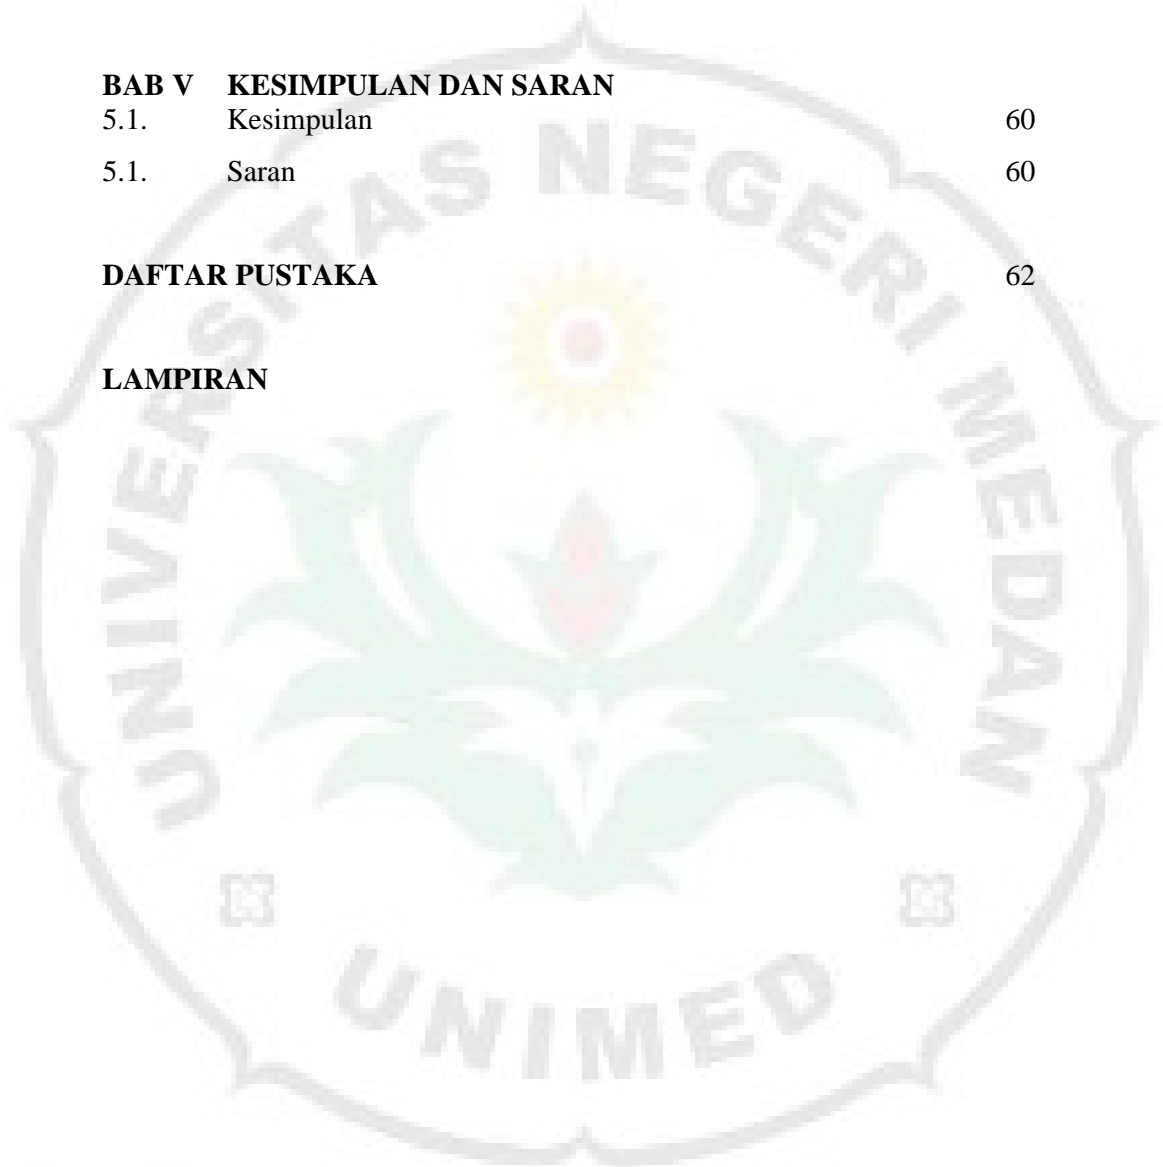 BAB V KESIMPULAN DAN SARAN
5.1. Kesimpulan 60
5.1. Saran 60
DAFTAR PUSTAKA 62
LAMPIRAN
UNIVERSITAS NEGERI MEDAN
UNIMED